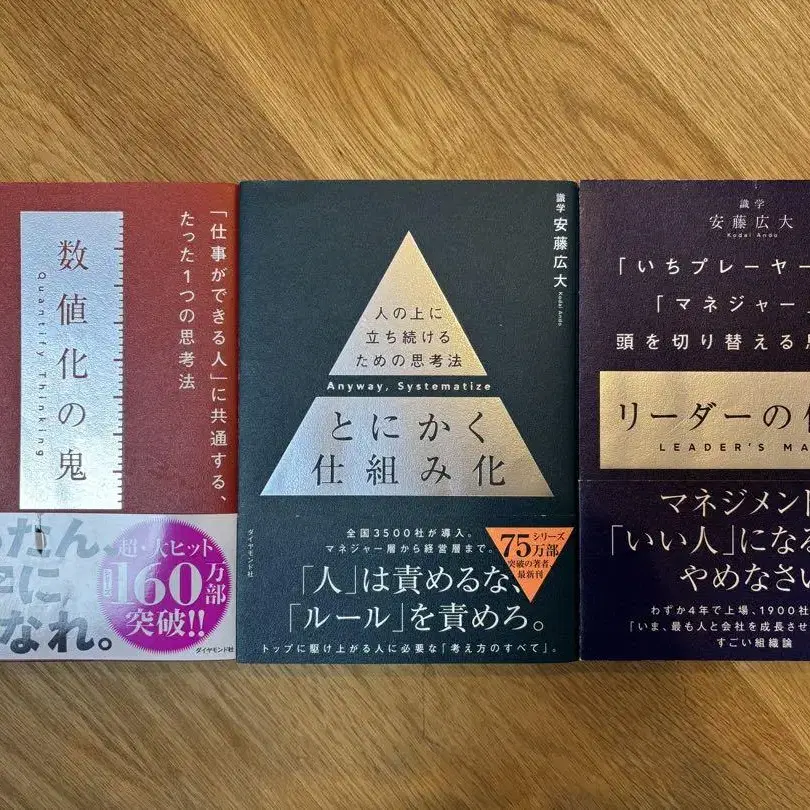 「仕事ができる人」に共通する、
たった1つの思考法
数値化の鬼
Quantify Thinking
たん、
に
なれ。
超・大ヒット
シリーズ
160万部
突破!!
ダイヤモンド社
識学 安藤広大
Kodai Ando
人の上に
立ち続ける
ための思考法
Anyway, Systematize
とにかく
仕組み化
ダイヤモンド社
全国3500社が導入。
マネジャー層から経営層まで。
「人」は責めるな、
「ルール」を責めろ。
トップに駆け上がる人に必要な「考え方のすべて」。
シリーズ
75万部
突破の著者、
最新刊
識学
安藤広大
Kodai Ando
「いちプレーヤー
「マネジャー
頭を切り替える
リーダーの
LEADER'S MA
マネジメント
「いい人」になる
やめなさい
わずか4年で上場、1900社
「いま、最も人と会社を成長させ
すごい組織論